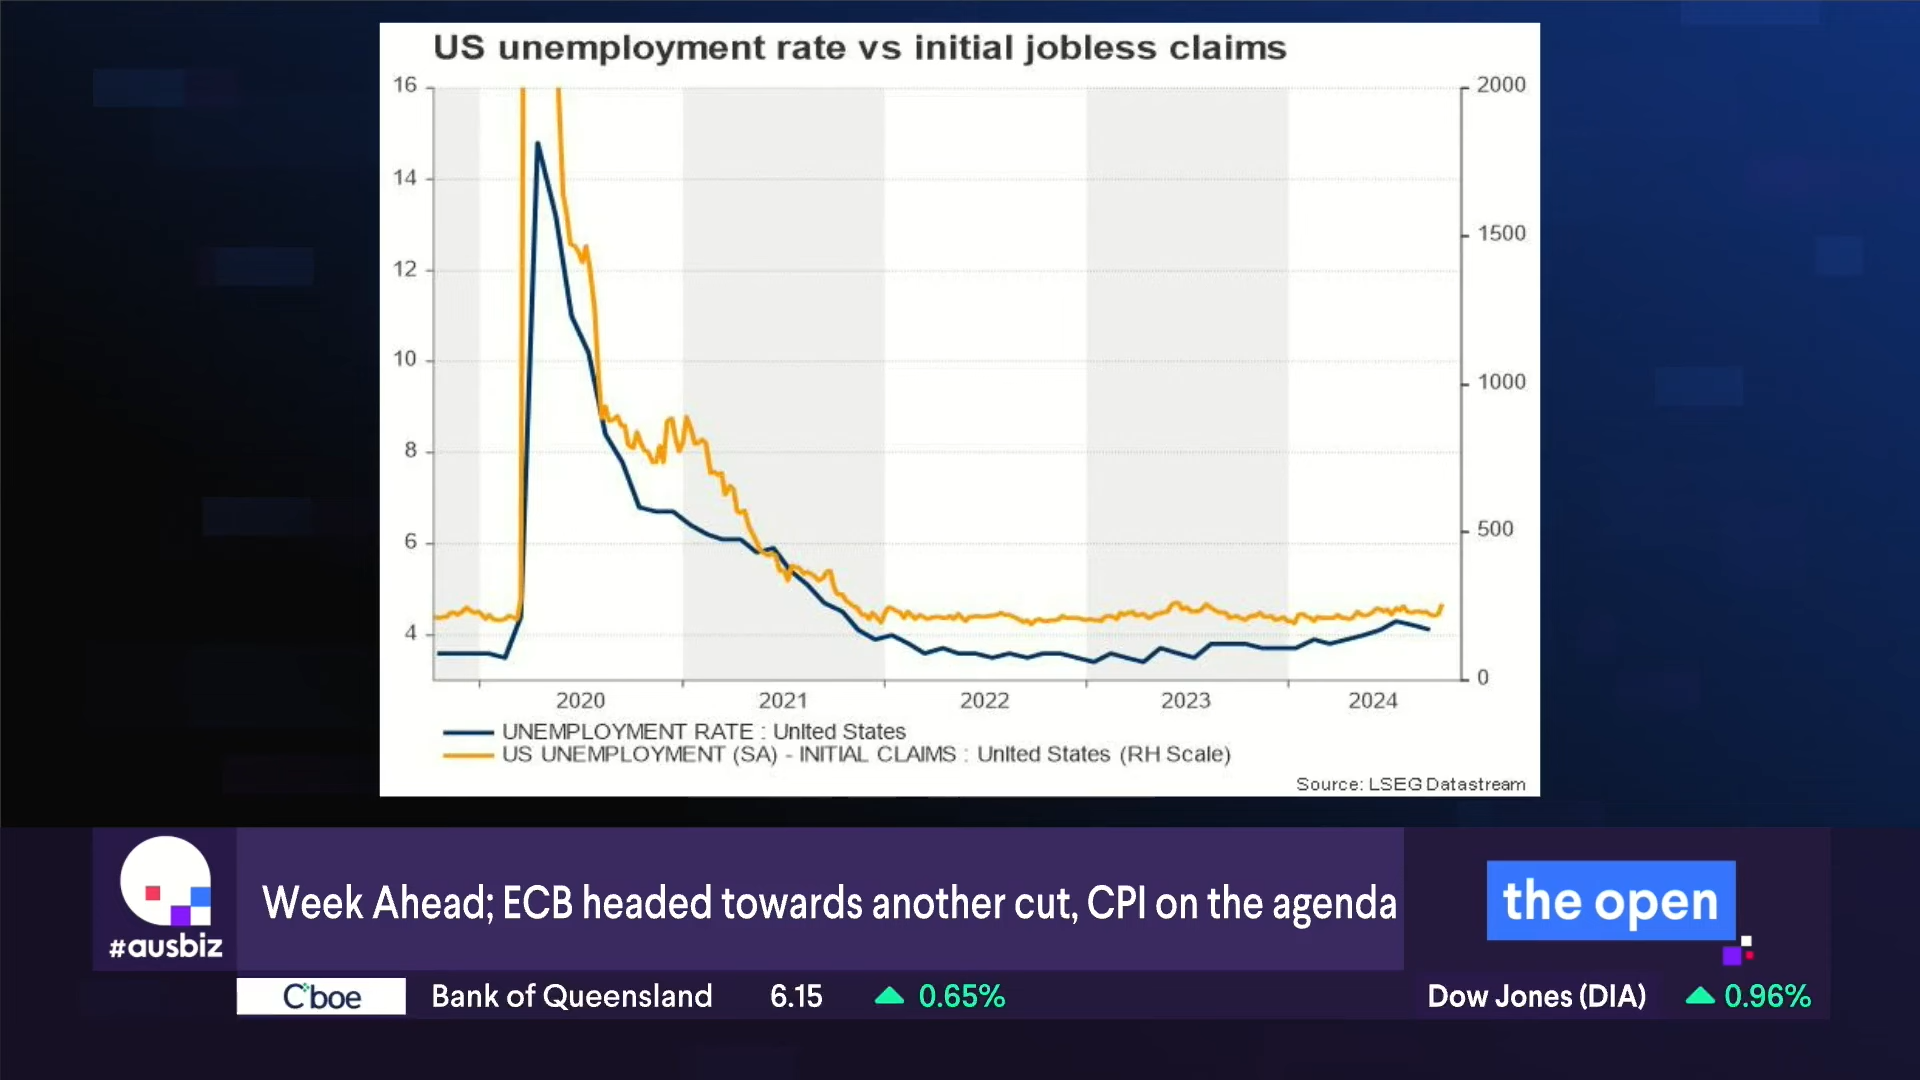 US unemployment rate vs initial jobless claims
16
2000
14
1500
12
10
1000
8
6
500
4
0
2020
2021
2022
2023
2024
UNEMPLOYMENT RATE : United States
US UNEMPLOYMENT (SA) - INITIAL CLAIMS : United States (RH Scale)
Source: LSEG Datastream
Week Ahead; ECB headed towards another cut, CPI on the agenda
the open
#ausbiz
Cboe
Bank of Queensland 6.15 0.65%
Dow Jones (DIA) 0.96%